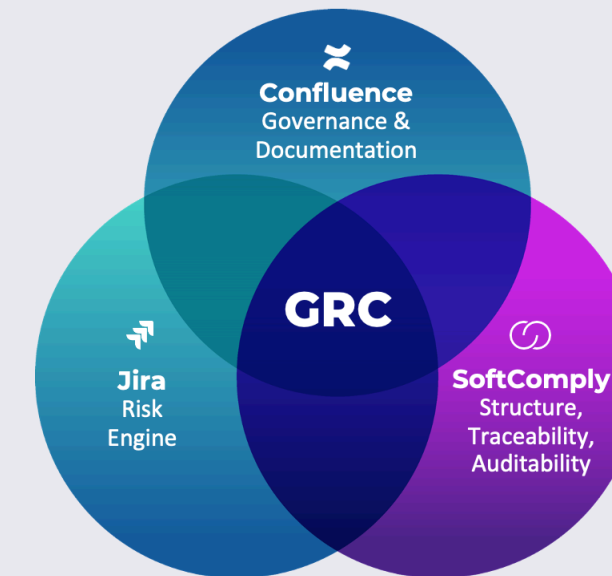 Confluence
Governance &
Documentation
GRC
Jira
Risk
Engine
SoftComply
Structure,
Traceability,
Auditability